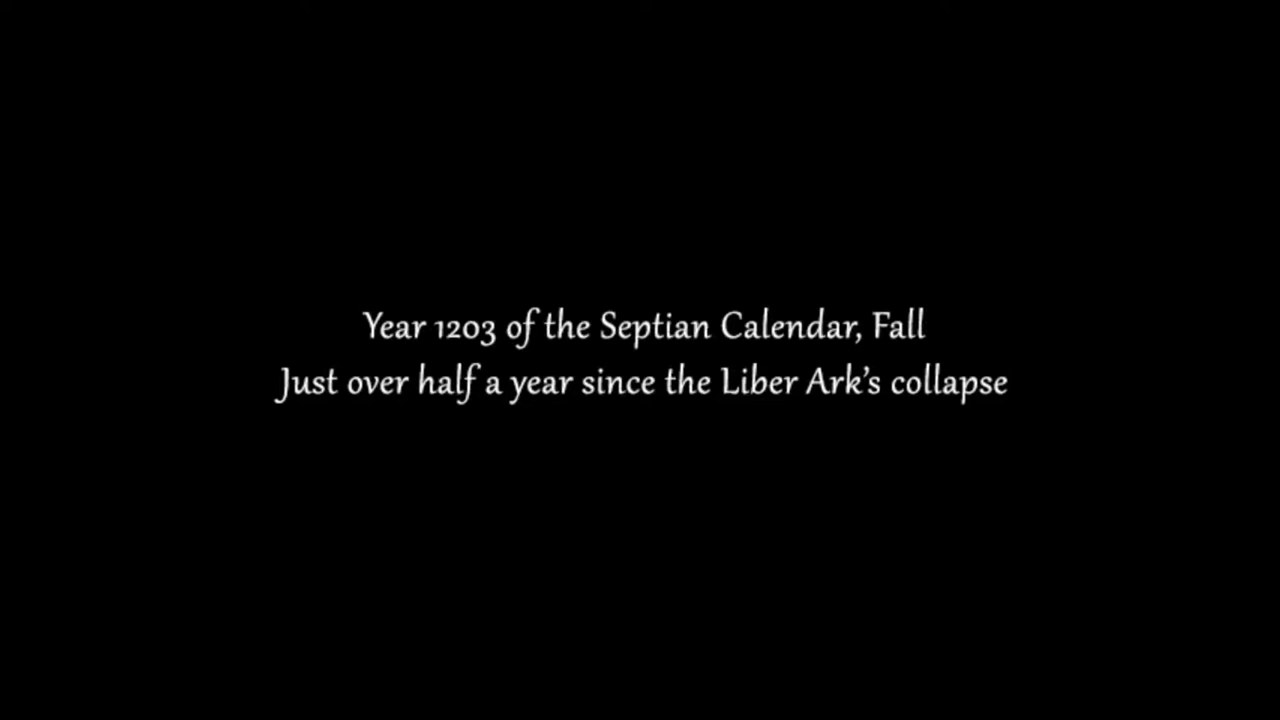 Year 1203 of the Septian Calendar, Fall
Just over half a year since the Liber Ark’s collapse